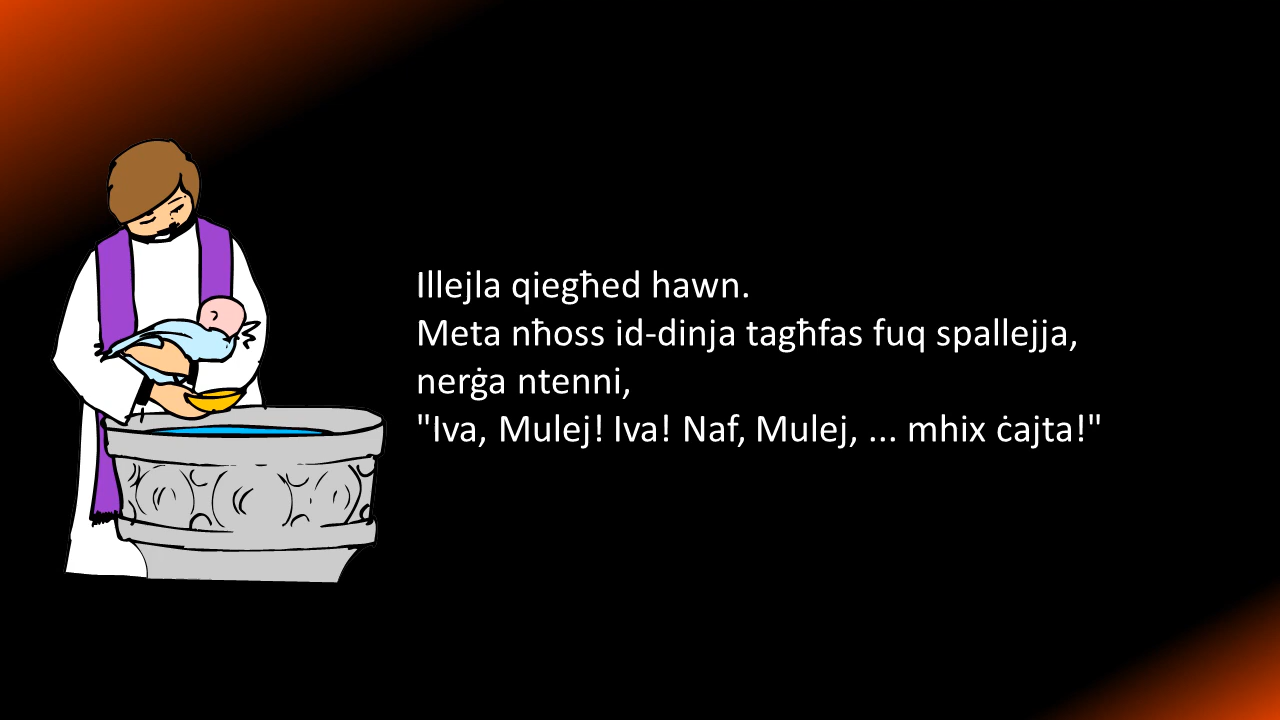 Illejla qiegħed hawn.
Meta nħoss id-dinja tagħfas fuq spallejja,
nerġa ntenni,
"Iva, Mulej! Iva! Naf, Mulej, ... mhix ċajta!"